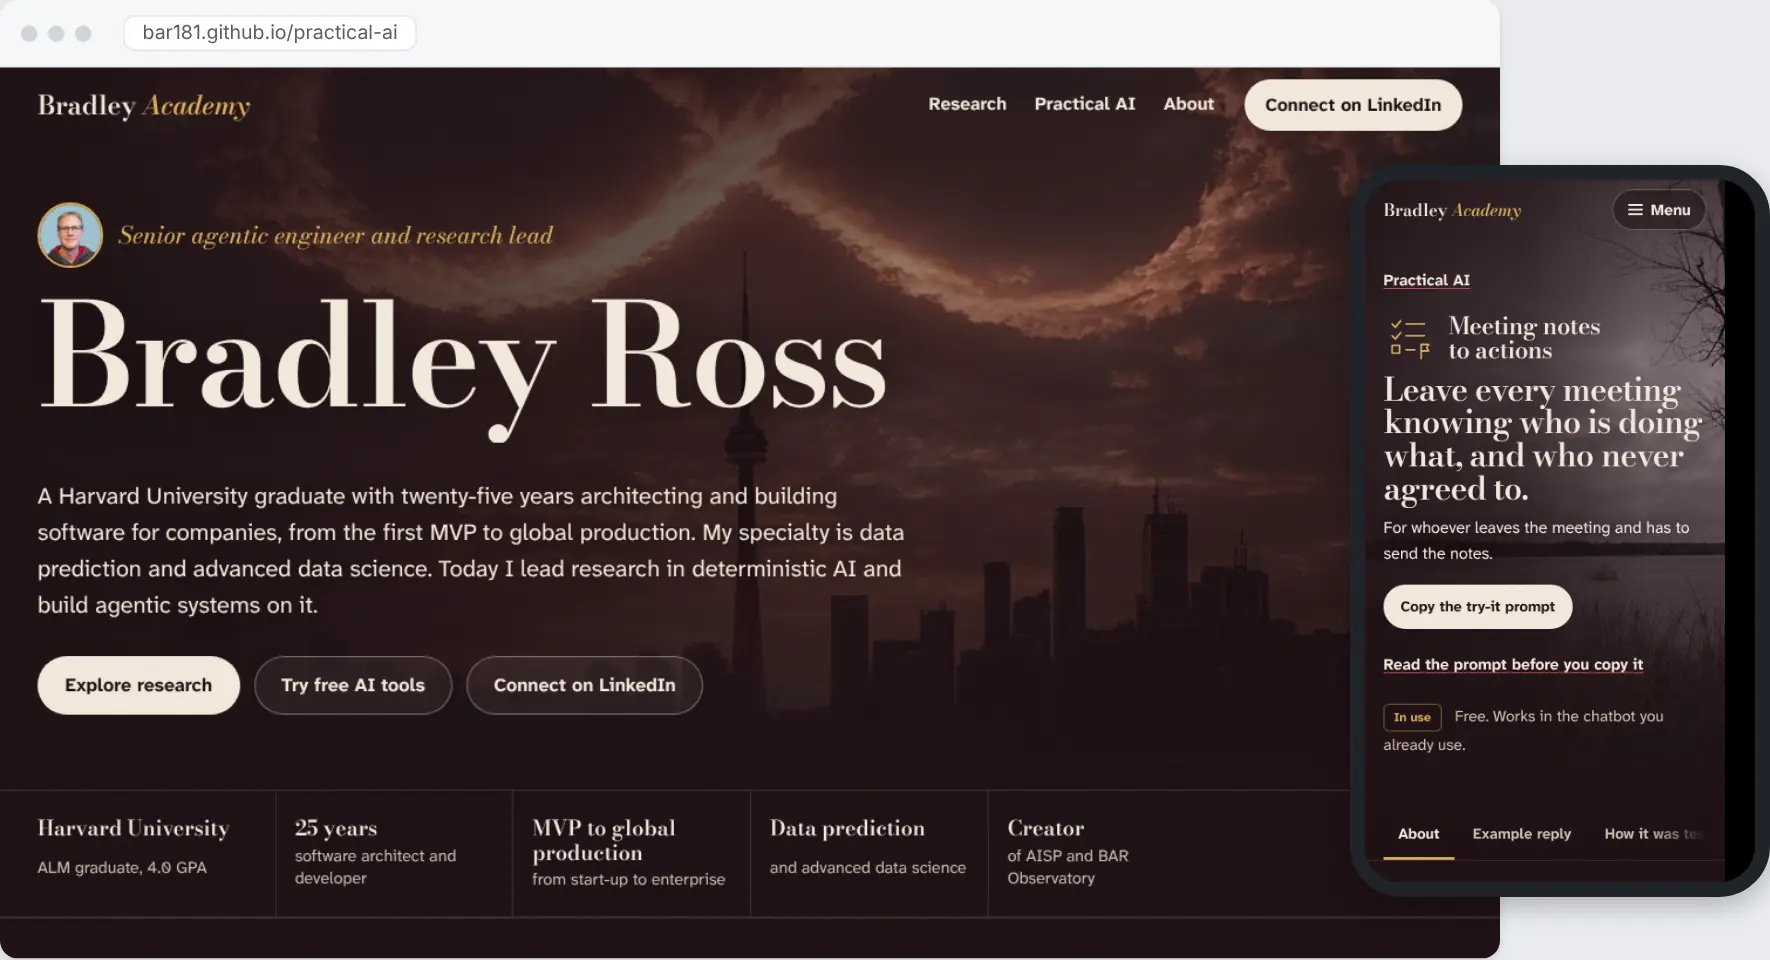 bar181.github.io/practical-ai
Bradley Academy
Research
Practical AI
About
Connect on LinkedIn
Senior agentic engineer and research lead
Bradley Ross
A Harvard University graduate with twenty-five years architecting and building
software for companies, from the first MVP to global production. My specialty is data
prediction and advanced data science. Today I lead research in deterministic AI and
build agentic systems on it.
Explore research
Try free AI tools
Connect on LinkedIn
Harvard University
ALM graduate, 4.0 GPA
25 years
software architect and
developer
MVP to global
production
from start-up to enterprise
Data prediction
and advanced data science
Creator
of AISP and BAR
Observatory
Bradley Academy
Menu
Practical AI
Meeting notes
to actions
Leave every meeting
knowing who is doing
what, and who never
agreed to.
For whoever leaves the meeting and has to
send the notes.
Copy the try-it prompt
Read the prompt before you copy it
In use
Free. Works in the chatbot you
already use.
About
Example reply
How it was